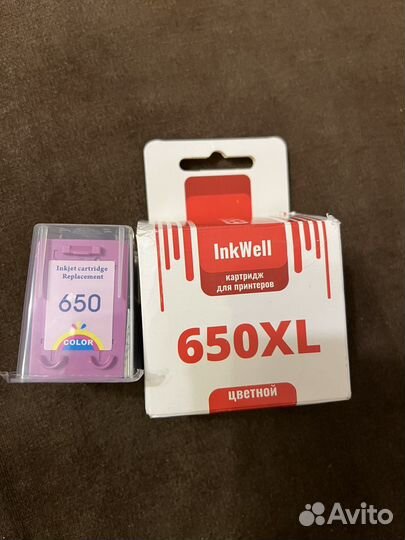 Inkjet cartridge
Replacement
650
COLOR
InkWell
картридж
для принтеров
650XL
цветной
Avito